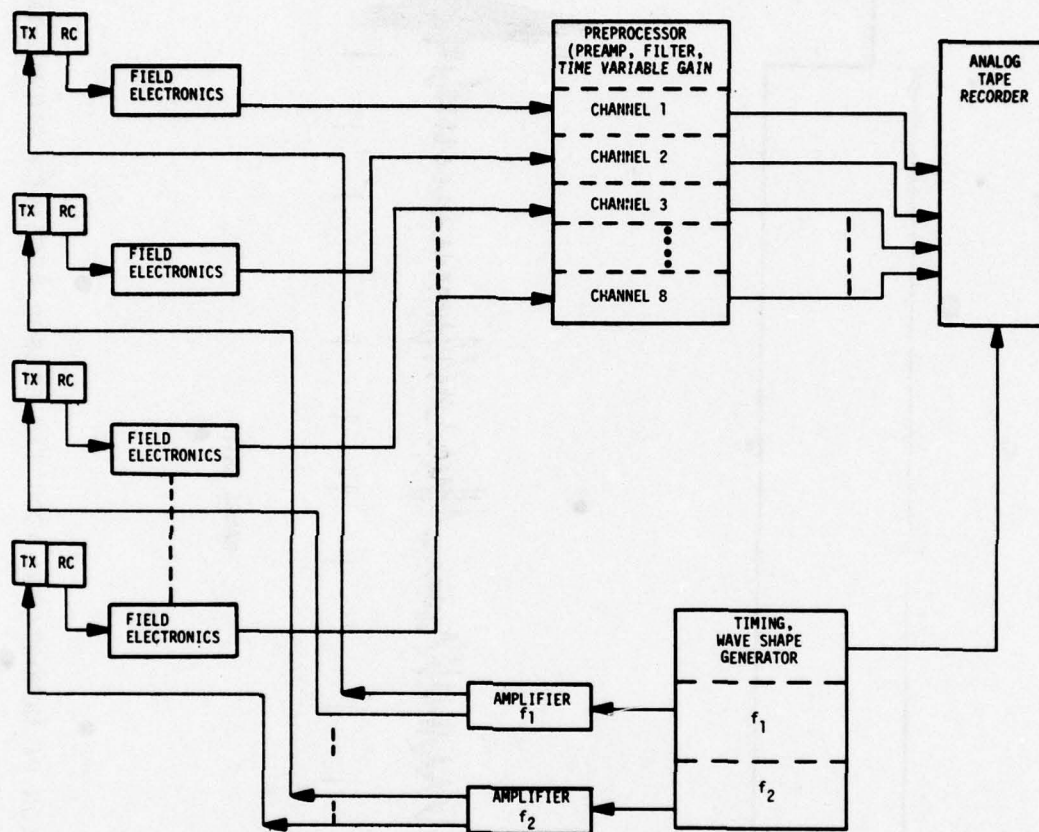 TX RC
FIELD
ELECTRONICS
PREPROCESSOR
(PREAMP, FILTER,
TIME VARIABLE GAIN
CHANNEL 1
CHANNEL 2
CHANNEL 3
CHANNEL 8
ANALOG
TAPE
RECORDER
TX RC
FIELD
ELECTRONICS
TX RC
FIELD
ELECTRONICS
TX RC
FIELD
ELECTRONICS
AMPLIFIER
f1
AMPLIFIER
f2
TIMING,
WAVE SHAPE
GENERATOR
f1
f2